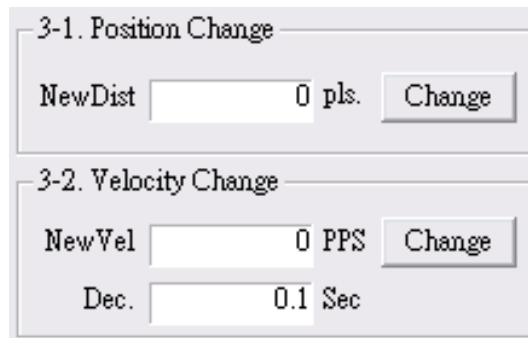 3-1. Position Change
NewDist 0 pls. Change
3-2. Velocity Change
NewVel 0 PPS Change
Dec. 0.1 Sec